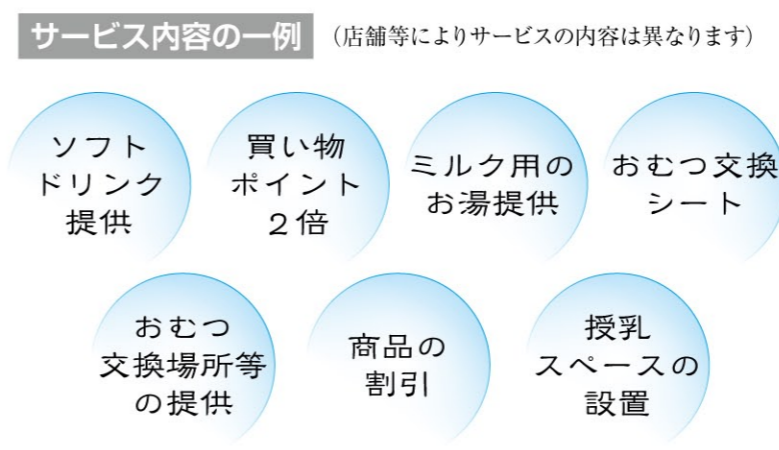 サービス内容の一例 （店舗等によりサービスの内容は異なります）
ソフト
ドリンク
提供
買い物
ポイント
２倍
ミルク用の
お湯提供
おむつ交換
シート
おむつ
交換場所等
の提供
商品の
割引
授乳
スペースの
設置